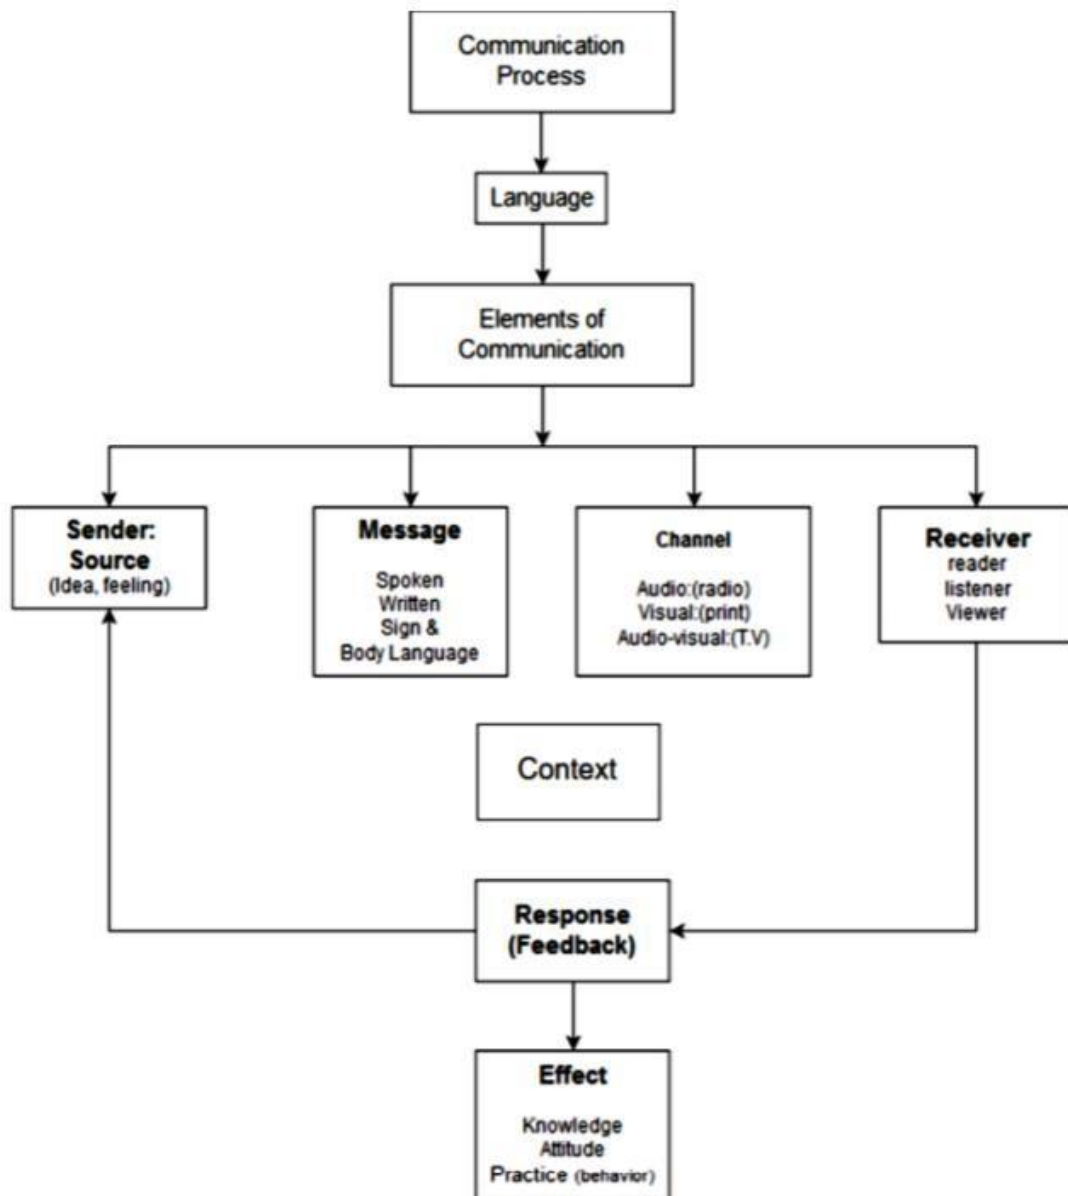 Communication
Process
Language
Elements of
Communication
Sender:
Source
(Idea, feeling)
Message
Spoken
Written
Sign &
Body Language
Channel
Audio:(radio)
Visual:(print)
Audio-visual:(T.V)
Receiver
reader
listener
Viewer
Context
Response
(Feedback)
Effect
Knowledge
Attitude
Practice (behavior)